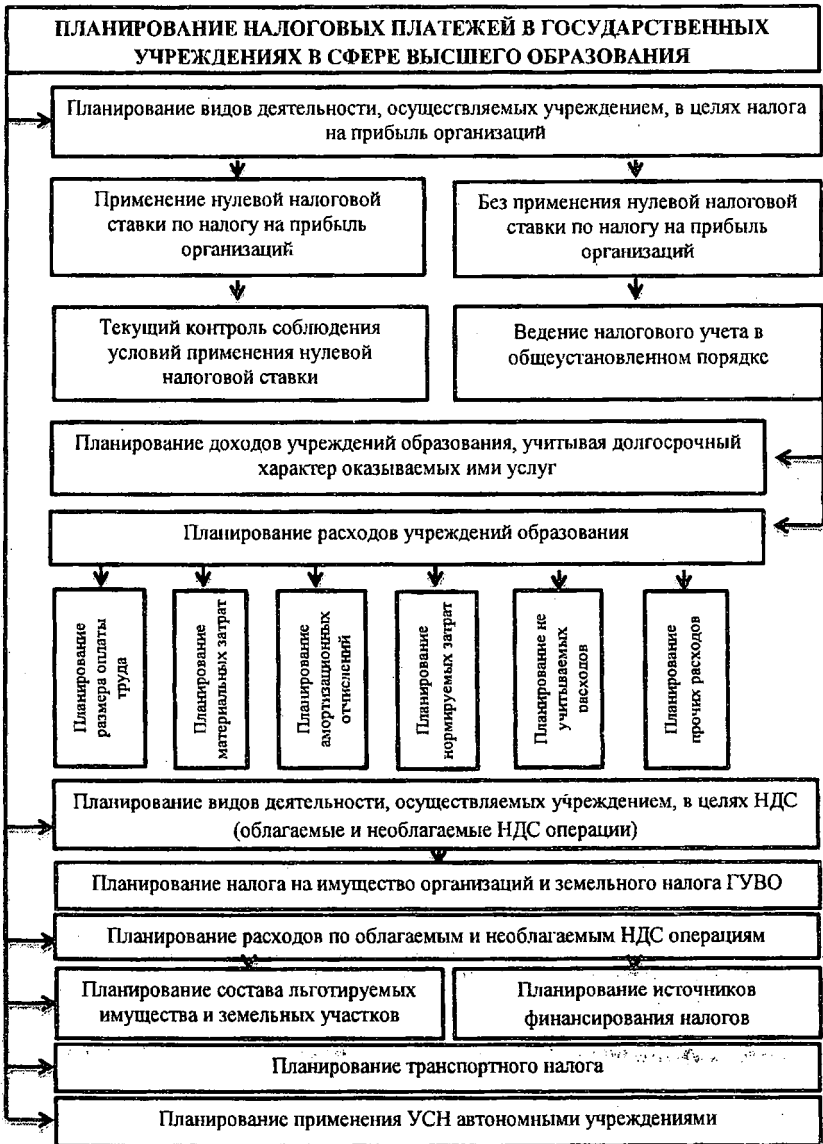 ПЛАНИРОВАНИЕ НАЛОГОВЫХ ПЛАТЕЖЕЙ В ГОСУДАРСТВЕННЫХ
УЧРЕЖДЕНИЯХ В СФЕРЕ ВЫСШЕГО ОБРАЗОВАНИЯ
Планирование видов деятельности, осуществляемых учреждением, в целях налога
на прибыль организаций
Применение нулевой налоговой
ставки по налогу на прибыль
организаций
Без применения нулевой налоговой
ставки по налогу на прибыль
организаций
Текущий контроль соблюдения
условий применения нулевой
налоговой ставки
Ведение налогового учета в
общеустановленном порядке
Планирование доходов учреждений образования, учитывая долгосрочный
характер оказываемых ими услуг
Планирование расходов учреждений образования
Планирование
размера оплаты
труда
Планирование
материальных затрат
Планирование
амортизационных
отчислений
Планирование
нормируемых затрат
Планирование не
учитываемых
расходов
Планирование
прочих расходов
Планирование видов деятельности, осуществляемых учреждением, в целях НДС
(облагаемые и необлагаемые НДС операции)
Планирование налога на имущество организаций и земельного налога ГУВО
Планирование расходов по облагаемым и необлагаемым НДС операциям
Планирование состава льготируемых
имущества и земельных участков
Планирование источников
финансирования налогов
Планирование транспортного налога
Планирование применения УСН автономными учреждениями